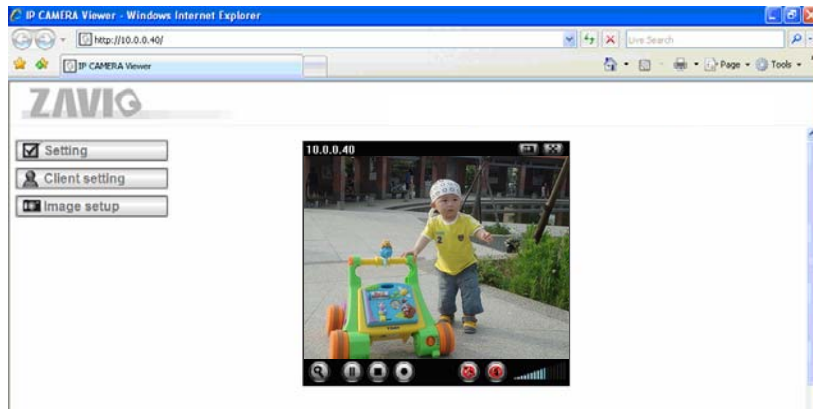 IP CAMERA Viewer - Windows Internet Explorer
http://10.0.0.40/
Live Search
IP CAMERA Viewer
Page
Tools
ZAVIO
Setting
Client setting
Image setup
10.0.0.40
2